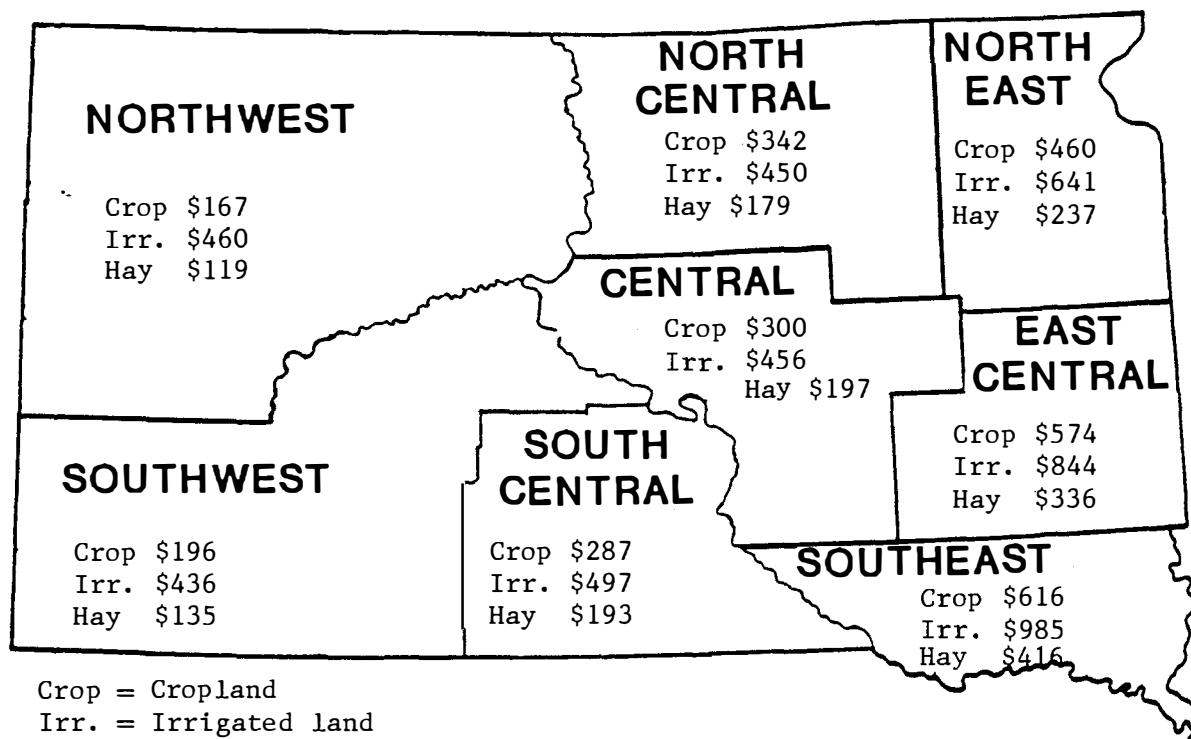 NORTHWEST
Crop $167
Irr. $460
Hay $119
NORTH
CENTRAL
Crop $342
Irr. $450
Hay $179
NORTH
EAST
Crop $460
Irr. $641
Hay $237
CENTRAL
Crop $300
Irr. $456
Hay $197
EAST
CENTRAL
Crop $574
Irr. $844
Hay $336
SOUTHWEST
Crop $196
Irr. $436
Hay $135
SOUTH
CENTRAL
Crop $287
Irr. $497
Hay $193
SOUTHEAST
Crop $616
Irr. $985
Hay $416
Crop = Cropland
Irr. = Irrigated land